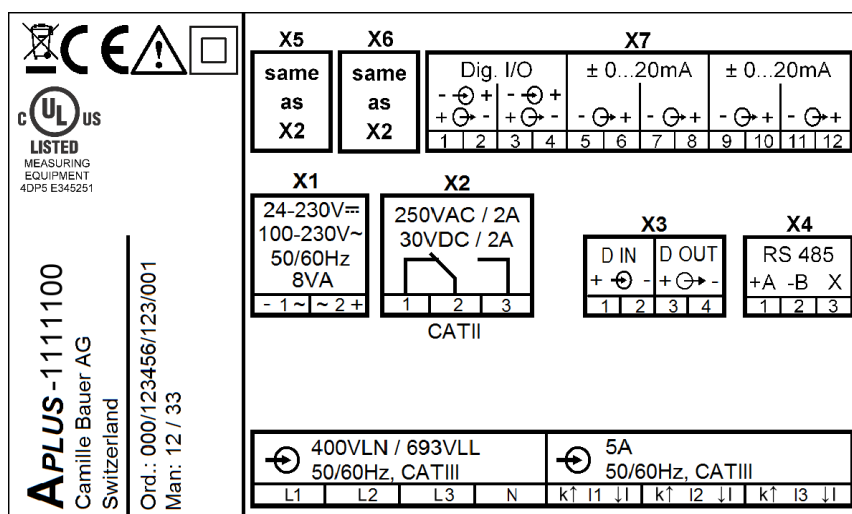 c UL US
LISTED
MEASURING
EQUIPMENT
4DP5 E345251
APLUS-1111100
Camille Bauer AG
Switzerland
Ord.: 000/123456/123/001
Man: 12 / 33
X5 X6 X7
same same Dig. I/O ± 0...20mA ± 0...20mA
as as - + - +
X2 X2 + - + - - + - + - + - +
1 2 3 4 5 6 7 8 9 10 11 12
X1 X2
24-230V⎓ 250VAC / 2A
100-230V~ 30VDC / 2A
50/60Hz
8VA
- 1 ~ ~ 2 + 1 2 3
CATII
X3 X4
D IN D OUT RS 485
+ - + - +A -B X
1 2 3 4 1 2 3
400VLN / 693VLL 5A
50/60Hz, CATIII 50/60Hz, CATIII
L1 L2 L3 N k↑ I1 ↓l k↑ I2 ↓l k↑ I3 ↓l